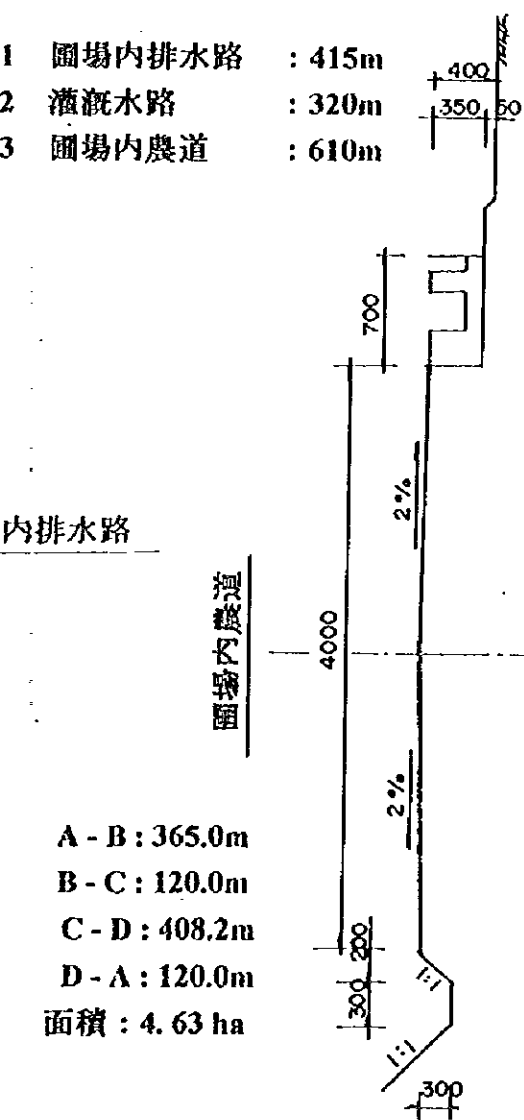 1 圃場内排水路 : 415m
2 灌漑水路 : 320m
3 圃場内農道 : 610m
400
350 50
700
2%
内排水路
圃場内農道
4000
2%
A - B : 365.0m
B - C : 120.0m
C - D : 408.2m
D - A : 120.0m
面積 : 4.63 ha
200
300
1:1
1:1
300